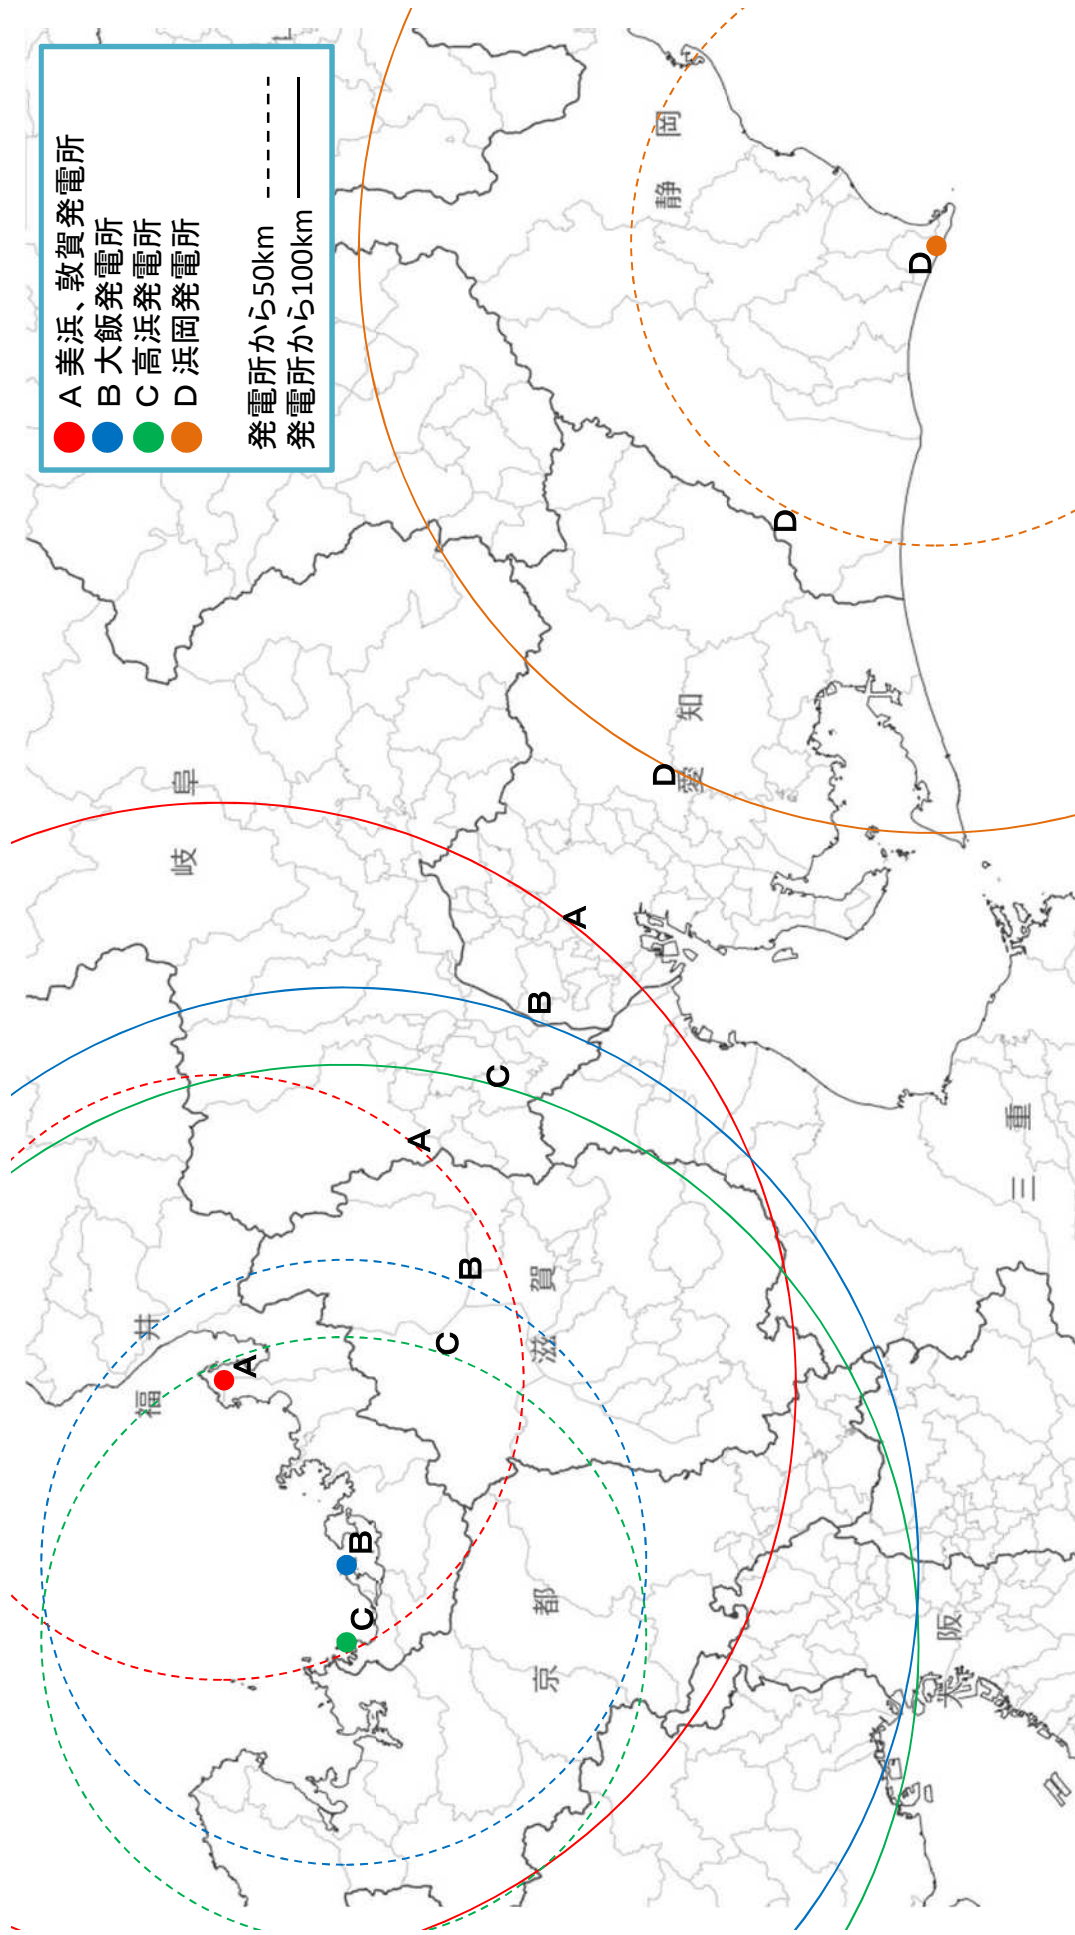 A 美浜、敦賀発電所
B 大飯発電所
C 高浜発電所
D 浜岡発電所
発電所から50km
発電所から100km
福井
岐阜
A
B
C
A
B
C
A
B
C
滋賀
京都
愛知
D
静岡
D
D
三重
大阪